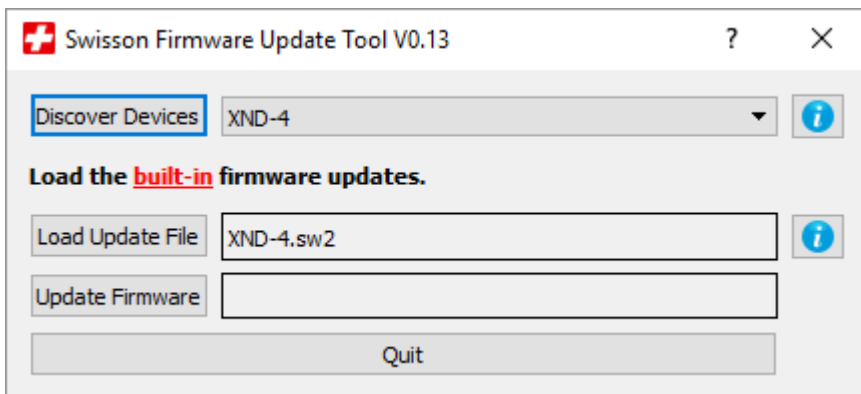 Swisson Firmware Update Tool V0.13 ?
Discover Devices XND-4
Load the built-in firmware updates.
Load Update File XND-4.sw2
Update Firmware
Quit